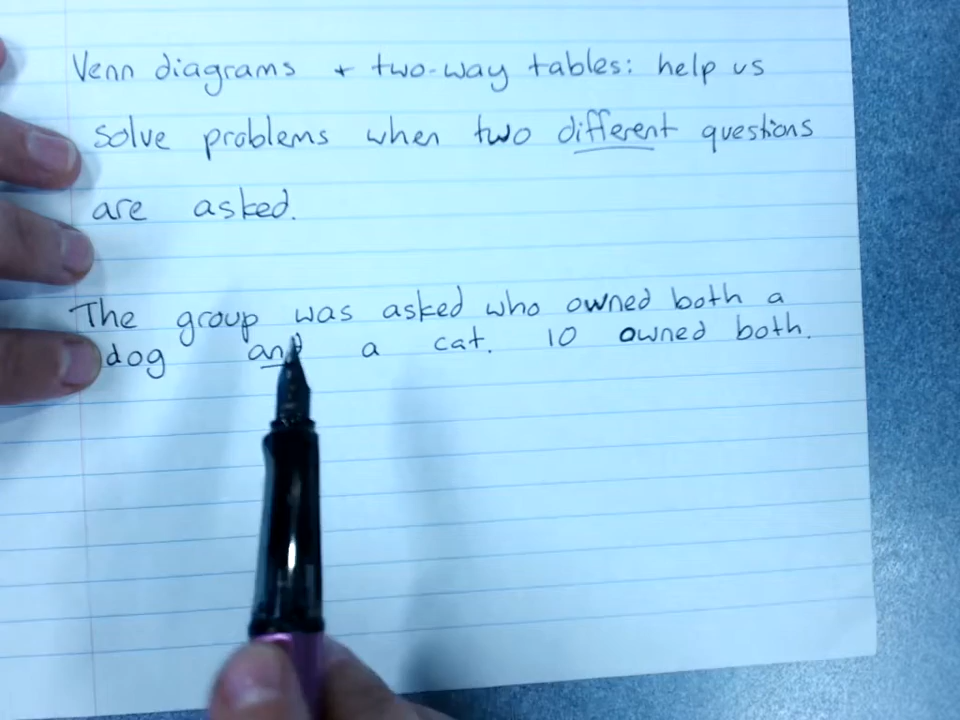 Venn diagrams + two-way tables: help us
solve problems when two different questions
are asked.
The group was asked who owned both a
dog and a cat. 10 owned both.